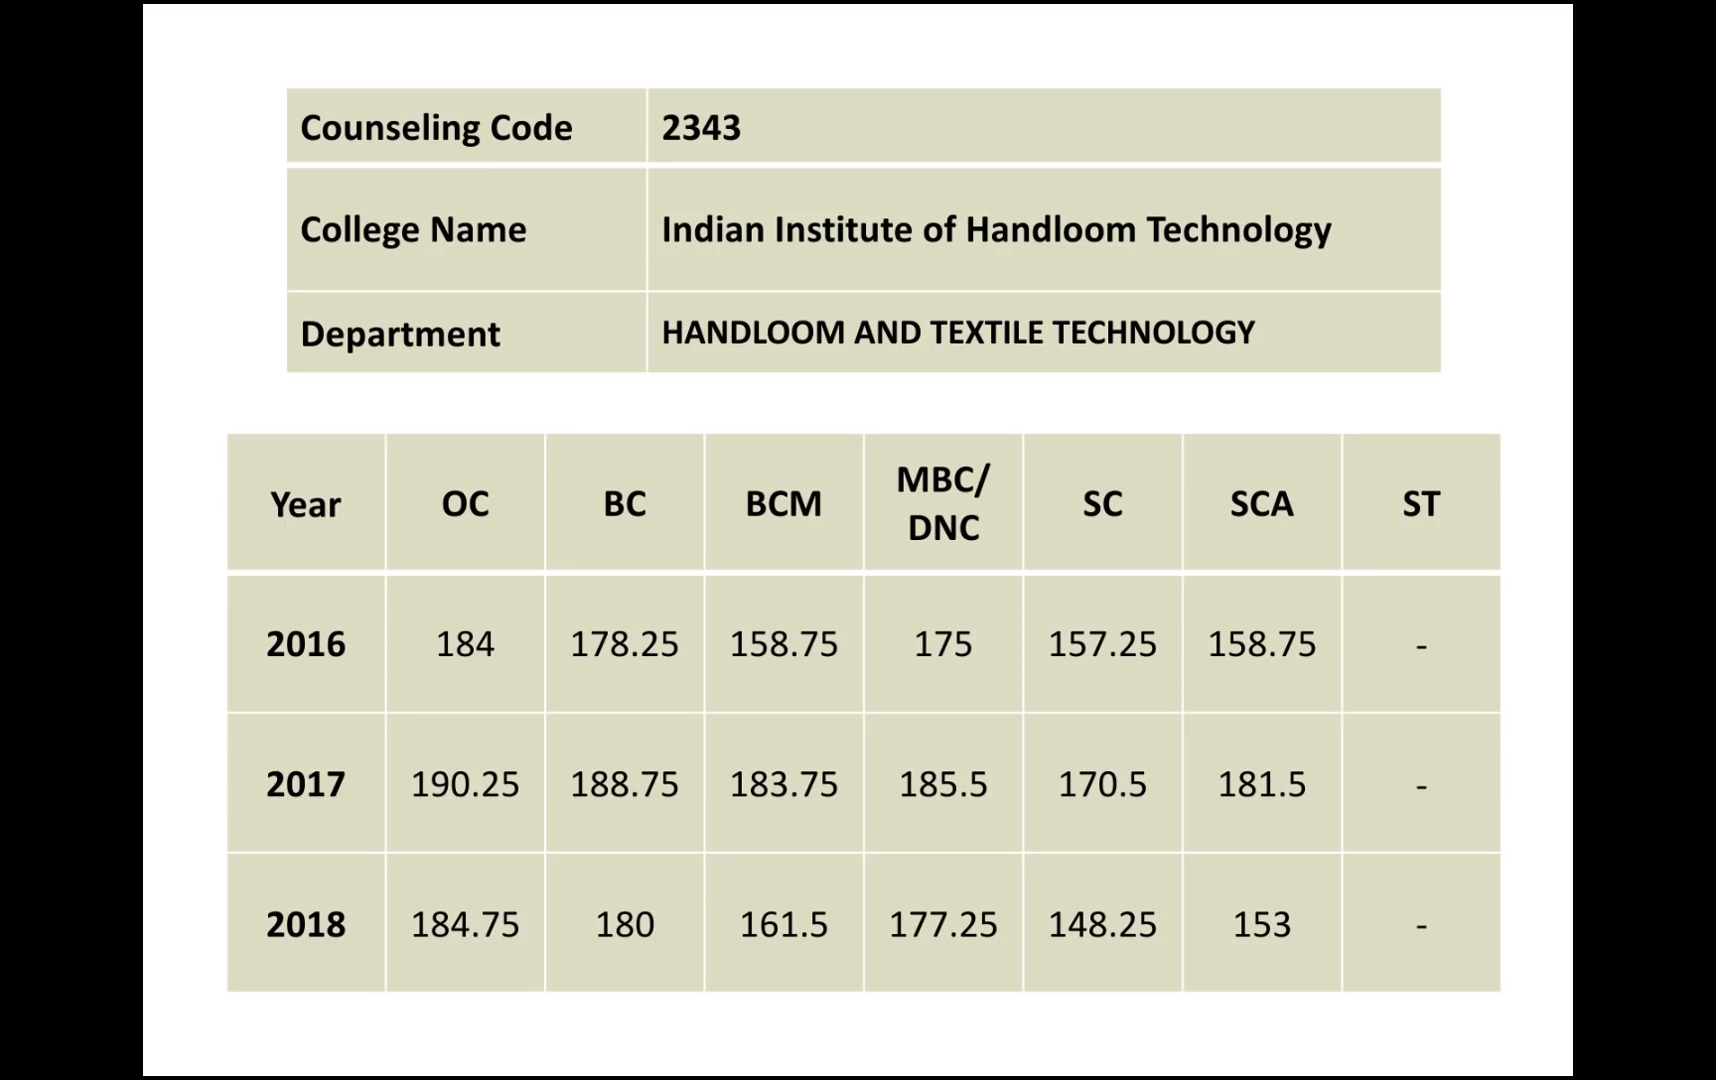 Counseling Code 2343
College Name Indian Institute of Handloom Technology
Department HANDLOOM AND TEXTILE TECHNOLOGY
Year OC BC BCM MBC/ DNC SC SCA ST
2016 184 178.25 158.75 175 157.25 158.75 -
2017 190.25 188.75 183.75 185.5 170.5 181.5 -
2018 184.75 180 161.5 177.25 148.25 153 -